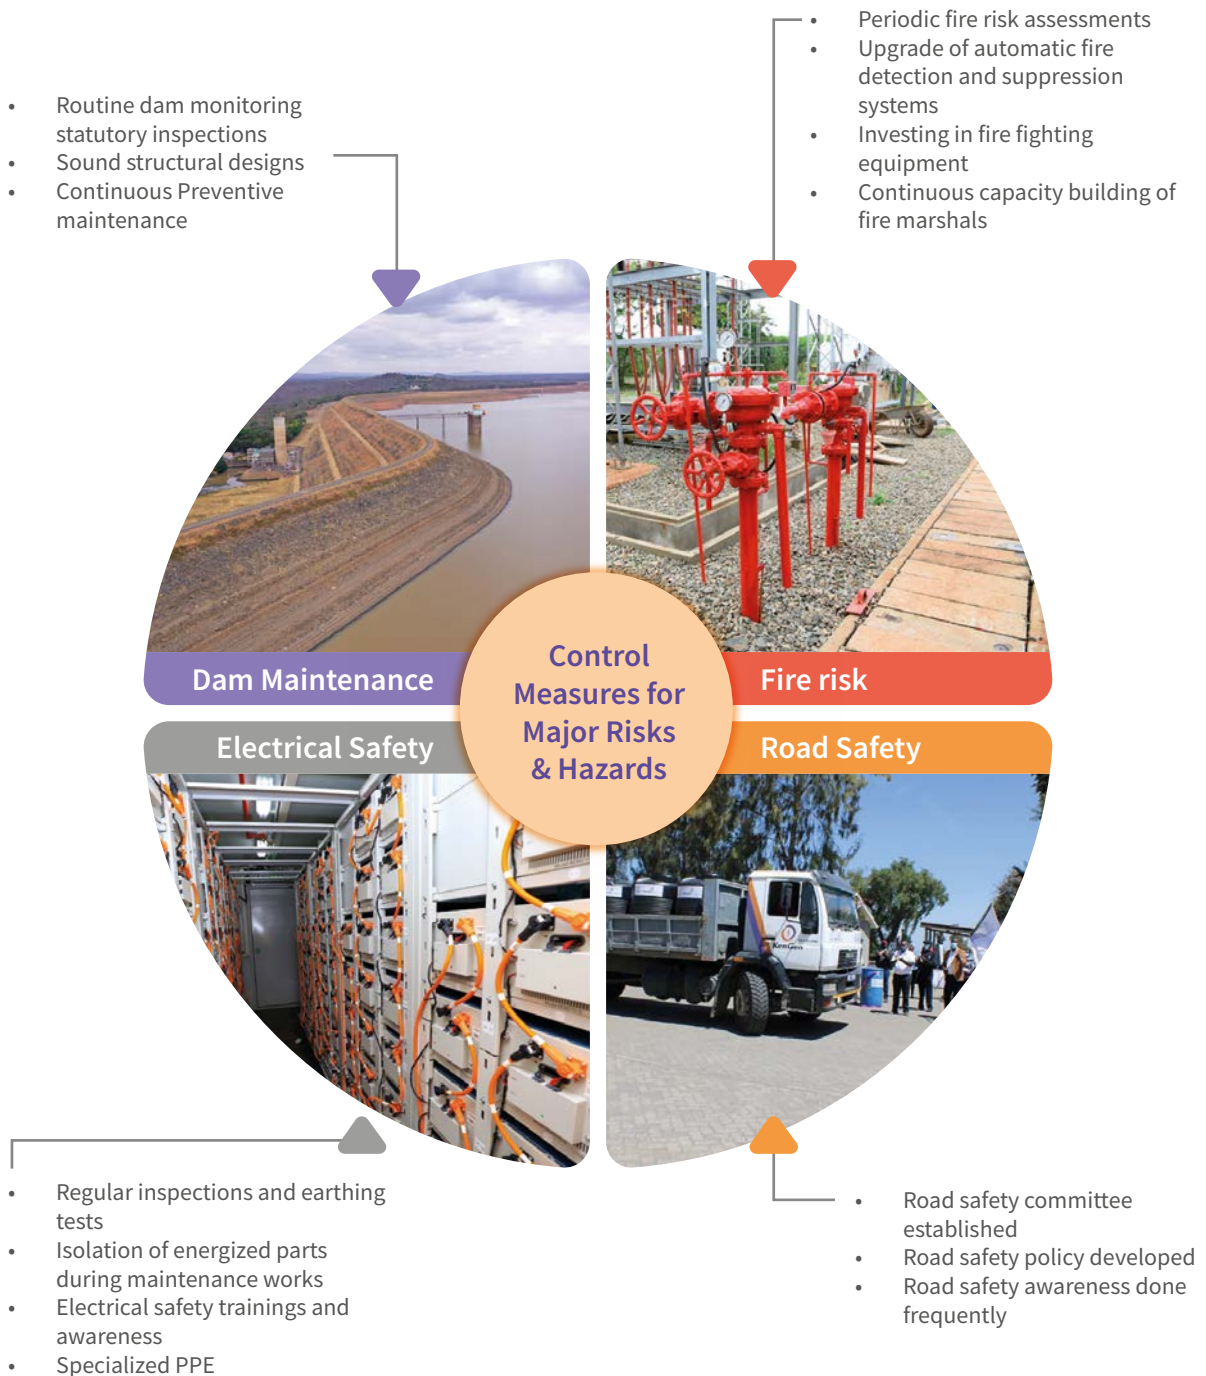 • Periodic fire risk assessments
• Upgrade of automatic fire
detection and suppression
systems
• Investing in fire fighting
equipment
• Continuous capacity building of
fire marshals
• Routine dam monitoring
statutory inspections
• Sound structural designs
• Continuous Preventive
maintenance
Dam Maintenance
Fire risk
Control
Measures for
Major Risks
& Hazards
Electrical Safety
Road Safety
KenGen
• Regular inspections and earthing
tests
• Isolation of energized parts
during maintenance works
• Electrical safety trainings and
awareness
• Specialized PPE
• Road safety committee
established
• Road safety policy developed
• Road safety awareness done
frequently